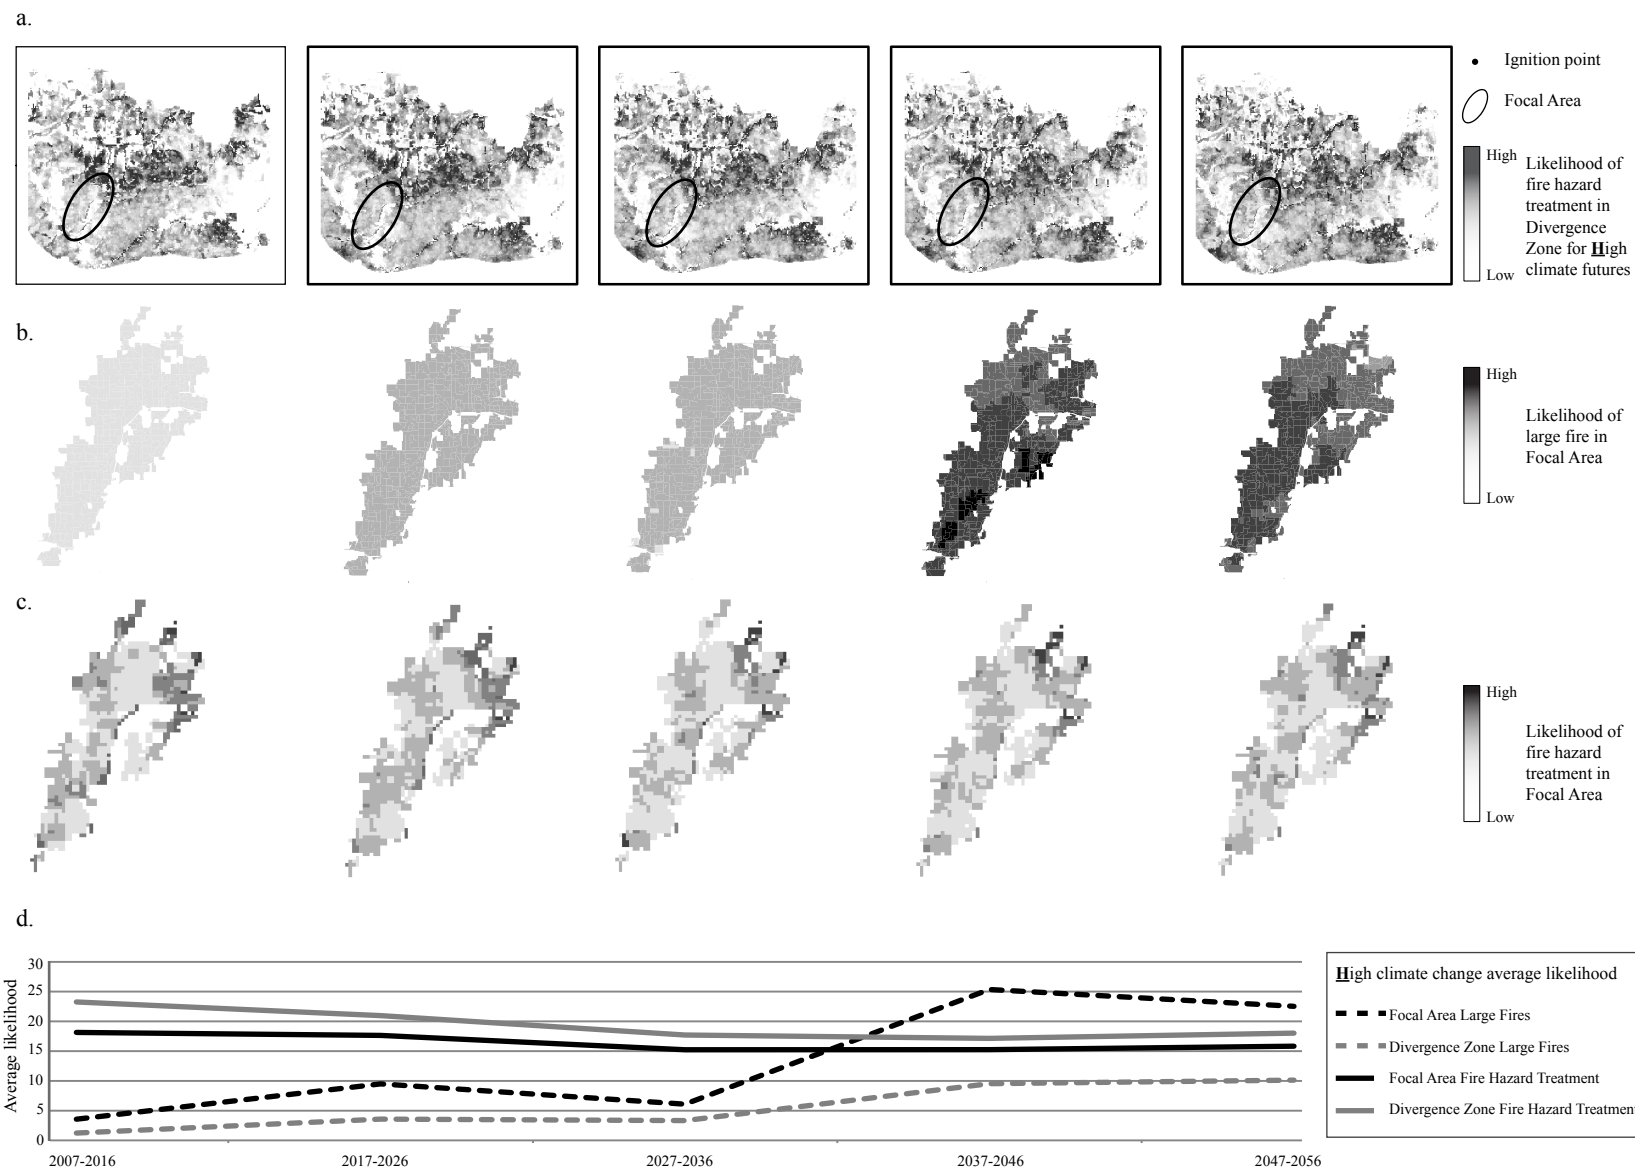 a.
Ignition point
Focal Area
High
Low
Likelihood of
fire hazard
treatment in
Divergence
Zone for High
climate futures
b.
High
Low
Likelihood of
large fire in
Focal Area
c.
High
Low
Likelihood of
fire hazard
treatment in
Focal Area
d.
Average likelihood
30
25
20
15
10
5
0
2007-2016
2017-2026
2027-2036
2037-2046
2047-2056
High climate change average likelihood
Focal Area Large Fires
Divergence Zone Large Fires
Focal Area Fire Hazard Treatment
Divergence Zone Fire Hazard Treatment